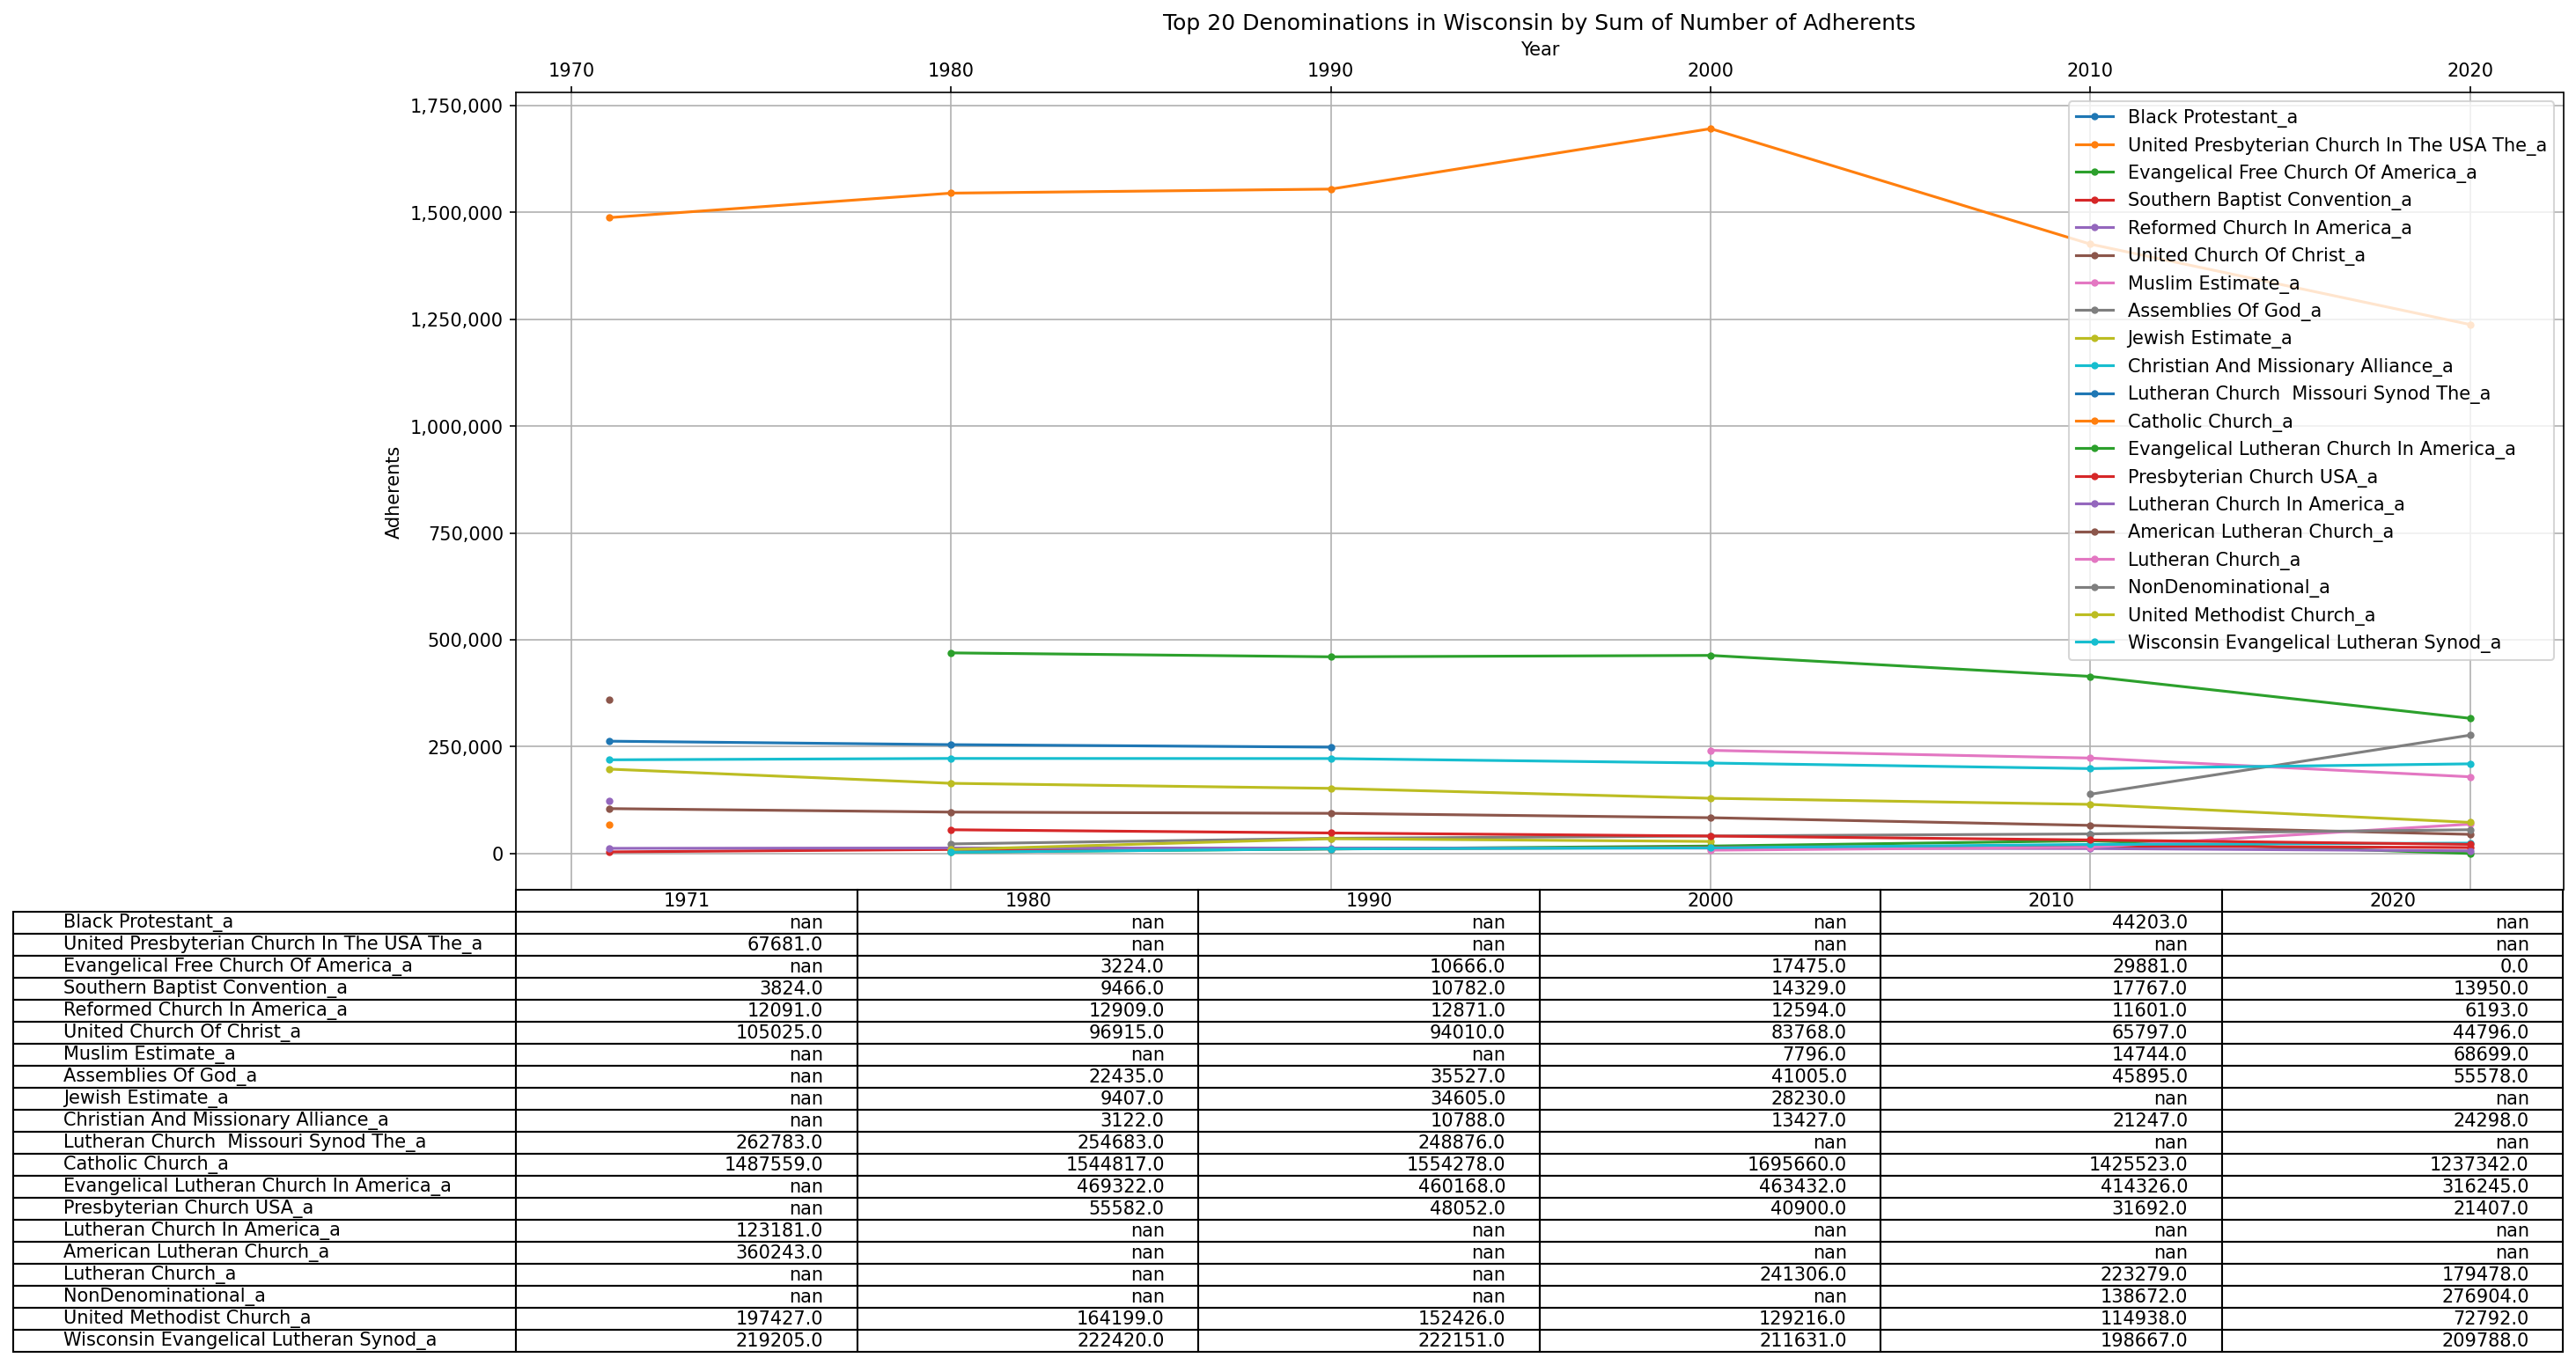 Top 20 Denominations in Wisconsin by Sum of Number of Adherents
Year
1970 1980 1990 2000 2010 2020
1,750,000
1,500,000
1,250,000
1,000,000
750,000
500,000
250,000
0
Adherents
Black Protestant_a
United Presbyterian Church In The USA The_a
Evangelical Free Church Of America_a
Southern Baptist Convention_a
Reformed Church In America_a
United Church Of Christ_a
Muslim Estimate_a
Assemblies Of God_a
Jewish Estimate_a
Christian And Missionary Alliance_a
Lutheran Church  Missouri Synod The_a
Catholic Church_a
Evangelical Lutheran Church In America_a
Presbyterian Church USA_a
Lutheran Church In America_a
American Lutheran Church_a
Lutheran Church_a
NonDenominational_a
United Methodist Church_a
Wisconsin Evangelical Lutheran Synod_a
1971 1980 1990 2000 2010 2020
Black Protestant_a nan nan nan nan 44203.0 nan
United Presbyterian Church In The USA The_a 67681.0 nan nan nan nan nan
Evangelical Free Church Of America_a nan 3224.0 10666.0 17475.0 29881.0 0.0
Southern Baptist Convention_a 3824.0 9466.0 10782.0 14329.0 17767.0 13950.0
Reformed Church In America_a 12091.0 12909.0 12871.0 12594.0 11601.0 6193.0
United Church Of Christ_a 105025.0 96915.0 94010.0 83768.0 65797.0 44796.0
Muslim Estimate_a nan nan nan 7796.0 14744.0 68699.0
Assemblies Of God_a nan 22435.0 35527.0 41005.0 45895.0 55578.0
Jewish Estimate_a nan 9407.0 34605.0 28230.0 nan nan
Christian And Missionary Alliance_a nan 3122.0 10788.0 13427.0 21247.0 24298.0
Lutheran Church  Missouri Synod The_a 262783.0 254683.0 248876.0 nan nan nan
Catholic Church_a 1487559.0 1544817.0 1554278.0 1695660.0 1425523.0 1237342.0
Evangelical Lutheran Church In America_a nan 469322.0 460168.0 463432.0 414326.0 316245.0
Presbyterian Church USA_a nan 55582.0 48052.0 40900.0 31692.0 21407.0
Lutheran Church In America_a 123181.0 nan nan nan nan nan
American Lutheran Church_a 360243.0 nan nan nan nan nan
Lutheran Church_a nan nan nan 241306.0 223279.0 179478.0
NonDenominational_a nan nan nan nan 138672.0 276904.0
United Methodist Church_a 197427.0 164199.0 152426.0 129216.0 114938.0 72792.0
Wisconsin Evangelical Lutheran Synod_a 219205.0 222420.0 222151.0 211631.0 198667.0 209788.0